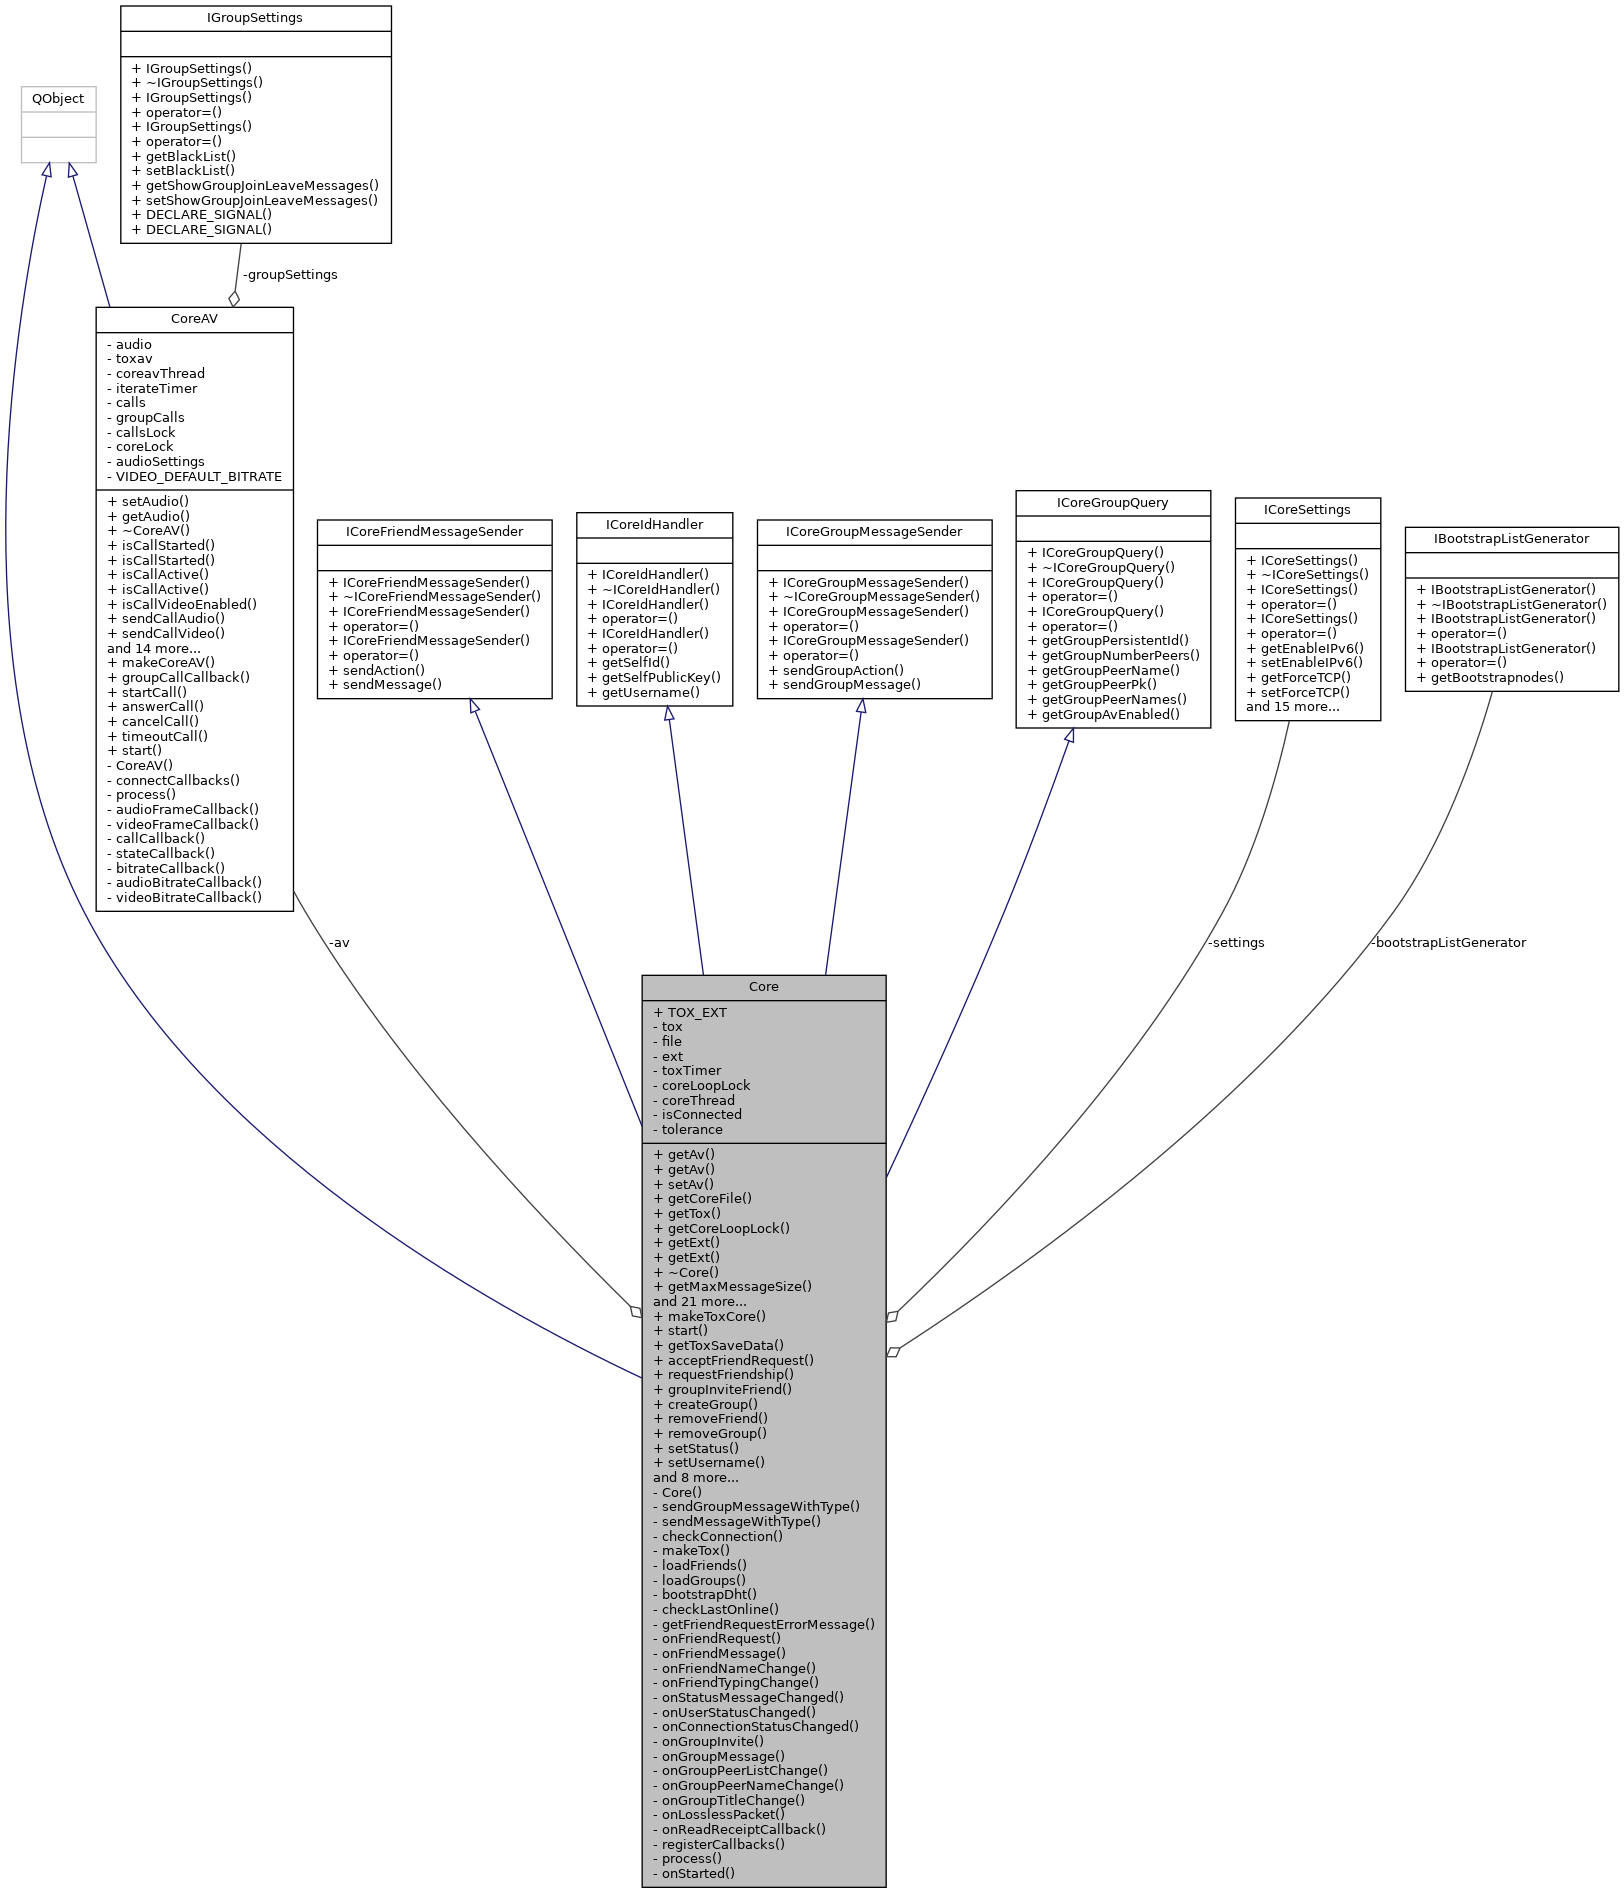 IGroupSettings
+ IGroupSettings()
+ ~IGroupSettings()
+ IGroupSettings()
+ operator=()
+ IGroupSettings()
+ operator=()
+ getBlackList()
+ setBlackList()
+ getShowGroupJoinLeaveMessages()
+ setShowGroupJoinLeaveMessages()
+ DECLARE_SIGNAL()
+ DECLARE_SIGNAL()
QObject
-groupSettings
CoreAV
- audio
- toxav
- coreavThread
- iterateTimer
- calls
- groupCalls
- callsLock
- coreLock
- audioSettings
- VIDEO_DEFAULT_BITRATE
+ setAudio()
+ getAudio()
+ ~CoreAV()
+ isCallStarted()
+ isCallStarted()
+ isCallActive()
+ isCallActive()
+ isCallVideoEnabled()
+ sendCallAudio()
+ sendCallVideo()
and 14 more...
+ makeCoreAV()
+ groupCallCallback()
+ startCall()
+ answerCall()
+ cancelCall()
+ timeoutCall()
+ start()
- CoreAV()
- connectCallbacks()
- process()
- audioFrameCallback()
- videoFrameCallback()
- callCallback()
- stateCallback()
- bitrateCallback()
- audioBitrateCallback()
- videoBitrateCallback()
ICoreFriendMessageSender
+ ICoreFriendMessageSender()
+ ~ICoreFriendMessageSender()
+ ICoreFriendMessageSender()
+ operator=()
+ ICoreFriendMessageSender()
+ operator=()
+ sendAction()
+ sendMessage()
ICoreIdHandler
+ ICoreIdHandler()
+ ~ICoreIdHandler()
+ ICoreIdHandler()
+ operator=()
+ ICoreIdHandler()
+ operator=()
+ getSelfId()
+ getSelfPublicKey()
+ getUsername()
ICoreGroupMessageSender
+ ICoreGroupMessageSender()
+ ~ICoreGroupMessageSender()
+ ICoreGroupMessageSender()
+ operator=()
+ ICoreGroupMessageSender()
+ operator=()
+ sendGroupAction()
+ sendGroupMessage()
ICoreGroupQuery
+ ICoreGroupQuery()
+ ~ICoreGroupQuery()
+ ICoreGroupQuery()
+ operator=()
+ ICoreGroupQuery()
+ operator=()
+ getGroupPersistentId()
+ getGroupNumberPeers()
+ getGroupPeerName()
+ getGroupPeerPk()
+ getGroupPeerNames()
+ getGroupAvEnabled()
ICoreSettings
+ ICoreSettings()
+ ~ICoreSettings()
+ ICoreSettings()
+ operator=()
+ ICoreSettings()
+ operator=()
+ getEnableIPv6()
+ setEnableIPv6()
+ getForceTCP()
+ setForceTCP()
and 15 more...
IBootstrapListGenerator
+ IBootstrapListGenerator()
+ ~IBootstrapListGenerator()
+ IBootstrapListGenerator()
+ operator=()
+ IBootstrapListGenerator()
+ operator=()
+ getBootstrapnodes()
-av
-settings
-bootstrapListGenerator
Core
+ TOX_EXT
- tox
- file
- ext
- toxTimer
- coreLoopLock
- coreThread
- isConnected
- tolerance
+ getAv()
+ getAv()
+ setAv()
+ getCoreFile()
+ getTox()
+ getCoreLoopLock()
+ getExt()
+ getExt()
+ ~Core()
+ getMaxMessageSize()
and 21 more...
+ makeToxCore()
+ start()
+ getToxSaveData()
+ acceptFriendRequest()
+ requestFriendship()
+ groupInviteFriend()
+ createGroup()
+ removeFriend()
+ removeGroup()
+ setStatus()
+ setUsername()
and 8 more...
- Core()
- sendGroupMessageWithType()
- sendMessageWithType()
- checkConnection()
- makeTox()
- loadFriends()
- loadGroups()
- bootstrapDht()
- checkLastOnline()
- getFriendRequestErrorMessage()
- onFriendRequest()
- onFriendMessage()
- onFriendNameChange()
- onFriendTypingChange()
- onStatusMessageChanged()
- onUserStatusChanged()
- onConnectionStatusChanged()
- onGroupInvite()
- onGroupMessage()
- onGroupPeerListChange()
- onGroupPeerNameChange()
- onGroupTitleChange()
- onLosslessPacket()
- onReadReceiptCallback()
- registerCallbacks()
- process()
- onStarted()